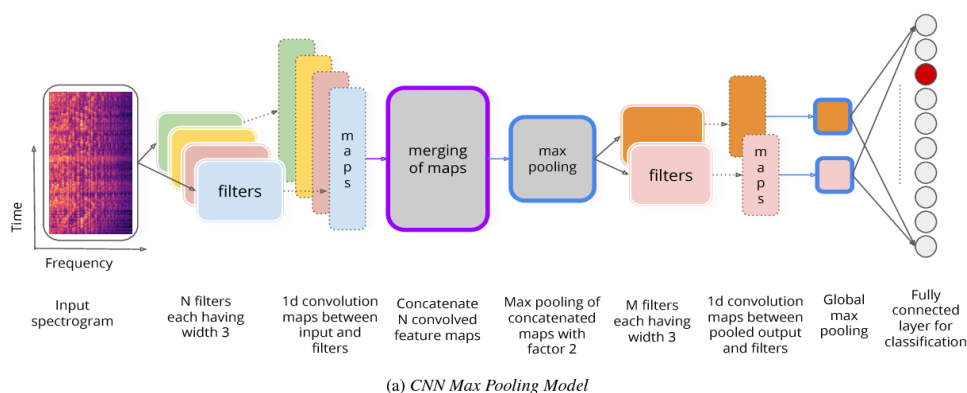 Time
Frequency
filters
maps
merging
of maps
max
pooling
filters
maps
Input
spectrogram
N filters
each having
width 3
1d convolution
maps between
input and
filters
Concatenate
N convolved
feature maps
Max pooling of
concatenated
maps with
factor 2
M filters
each having
width 3
1d convolution
maps between
pooled output
and filters
Global
max
pooling
Fully
connected
layer for
classification
(a) CNN Max Pooling Model